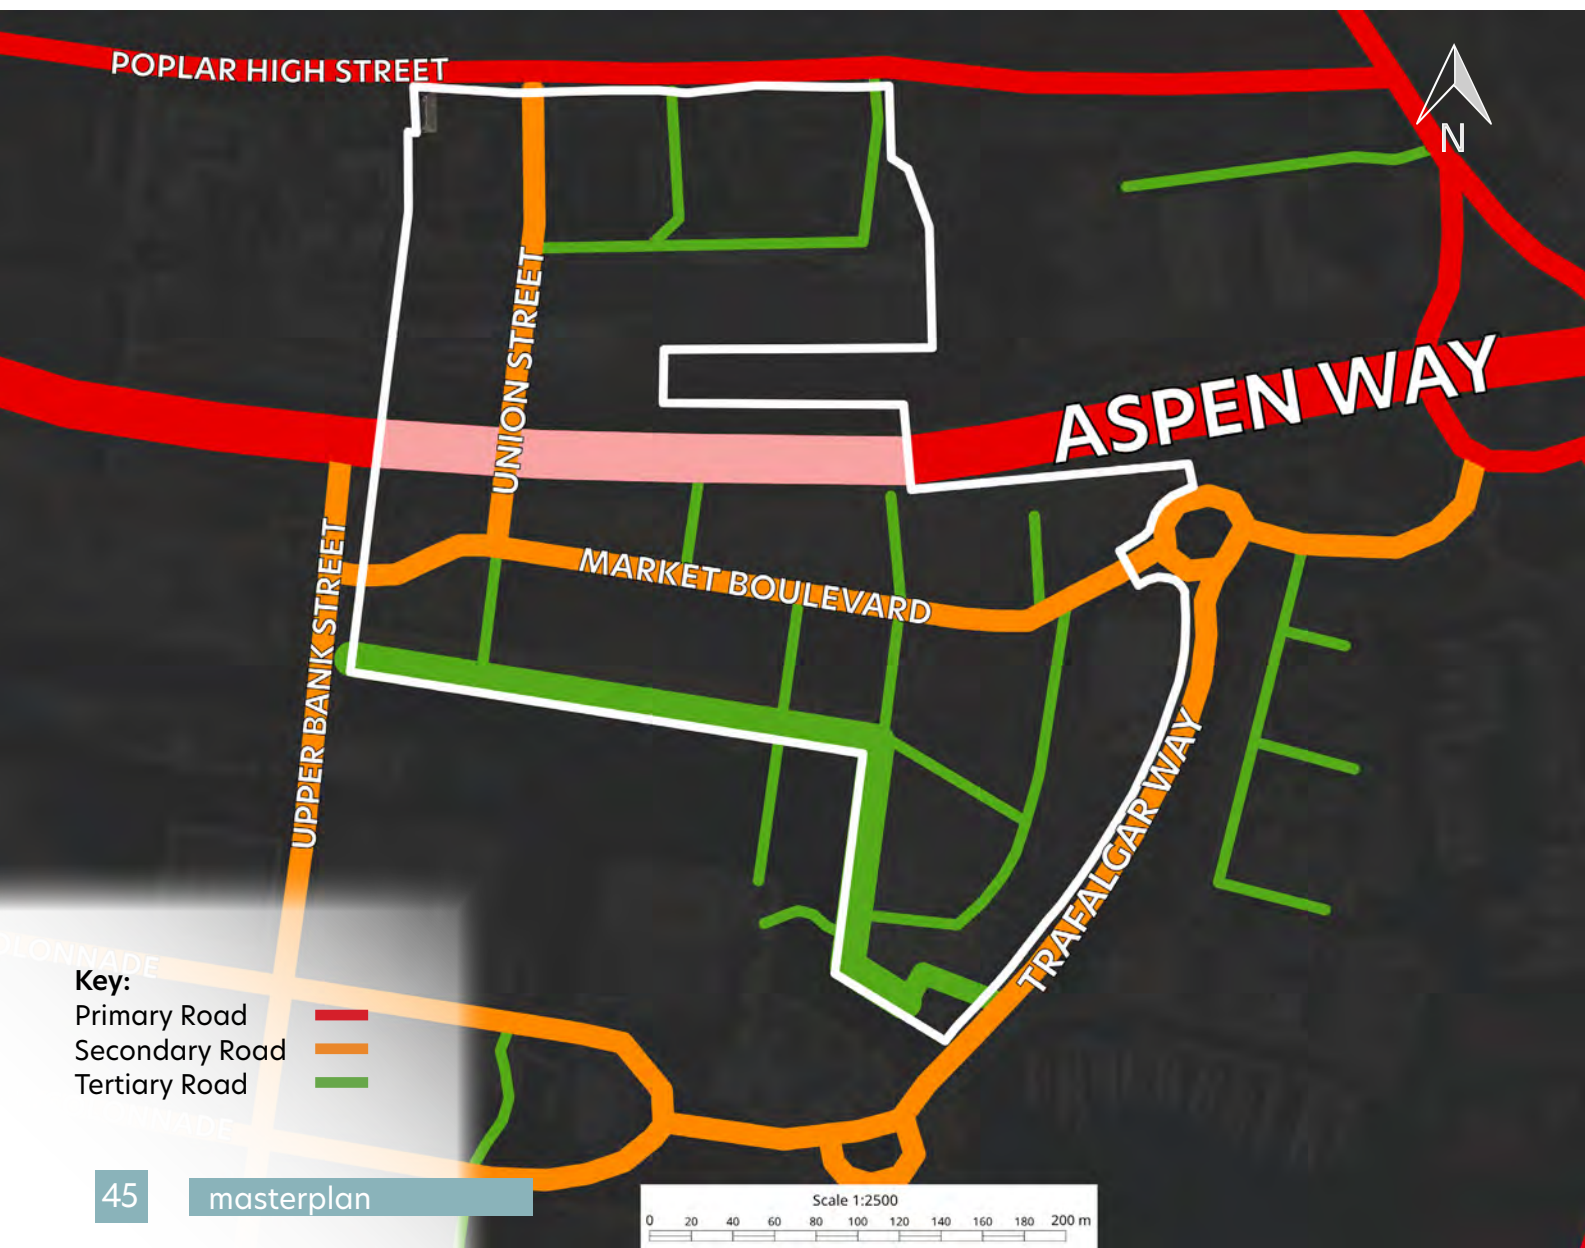 POPLAR HIGH STREET
N
UNION STREET
ASPEN WAY
MARKET BOULEVARD
UPPER BANK STREET
TRAFALGAR WAY
Key:
Primary Road
Secondary Road
Tertiary Road
45
masterplan
Scale 1:2500
0 20 40 60 80 100 120 140 160 180 200 m